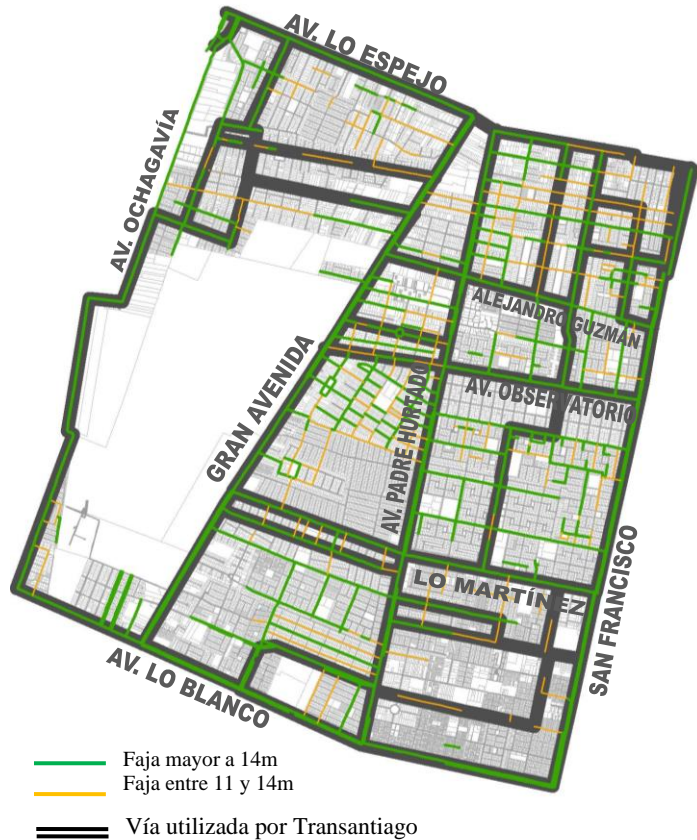 AV. LO ESPEJO
AV. OCHAGAVÍA
ALEJANDRO GUZMÁN
GRAN AVENIDA
AV. OBSERVATORIO
AV. PADRE HURTADO
LO MARTÍNEZ
SAN FRANCISCO
AV. LO BLANCO
Faja mayor a 14m
Faja entre 11 y 14m
Vía utilizada por Transantiago